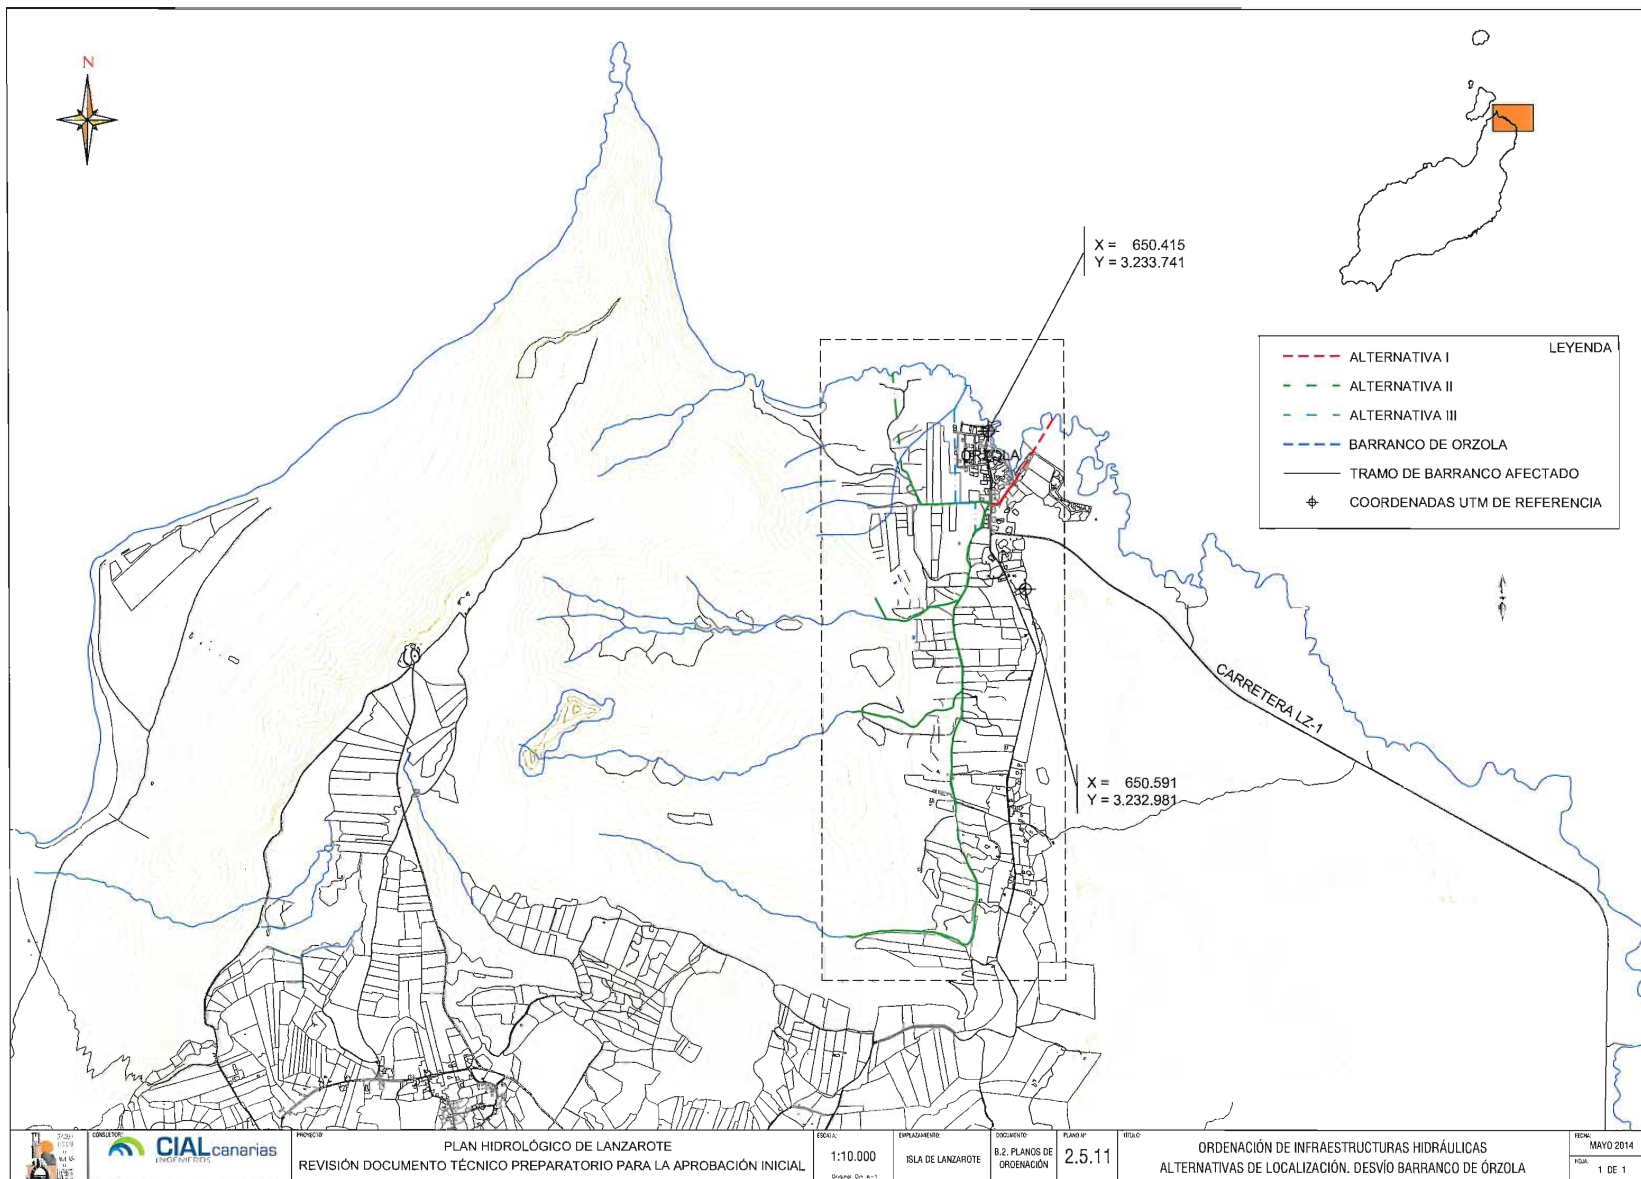 N
X = 650.415
Y = 3.233.741
LEYENDA
ALTERNATIVA I
ALTERNATIVA II
ALTERNATIVA III
BARRANCO DE ORZOLA
TRAMO DE BARRANCO AFECTADO
COORDENADAS UTM DE REFERENCIA
ORZOLA
CARRETERA LZ-1
X = 650.591
Y = 3.232.981
CONSULTOR:
CIALcanarias
INGENIEROS
PROYECTO:
PLAN HIDROLÓGICO DE LANZAROTE
REVISIÓN DOCUMENTO TÉCNICO PREPARATORIO PARA LA APROBACIÓN INICIAL
ESCALA:
1:10.000
Original Din A-1
EMPLAZAMIENTO:
ISLA DE LANZAROTE
DOCUMENTO:
B.2. PLANOS DE
ORDENACIÓN
PLANO Nº
2.5.11
TÍTULO:
ORDENACIÓN DE INFRAESTRUCTURAS HIDRÁULICAS
ALTERNATIVAS DE LOCALIZACIÓN. DESVÍO BARRANCO DE ÓRZOLA
FECHA:
MAYO 2014
HOJA:
1 DE 1